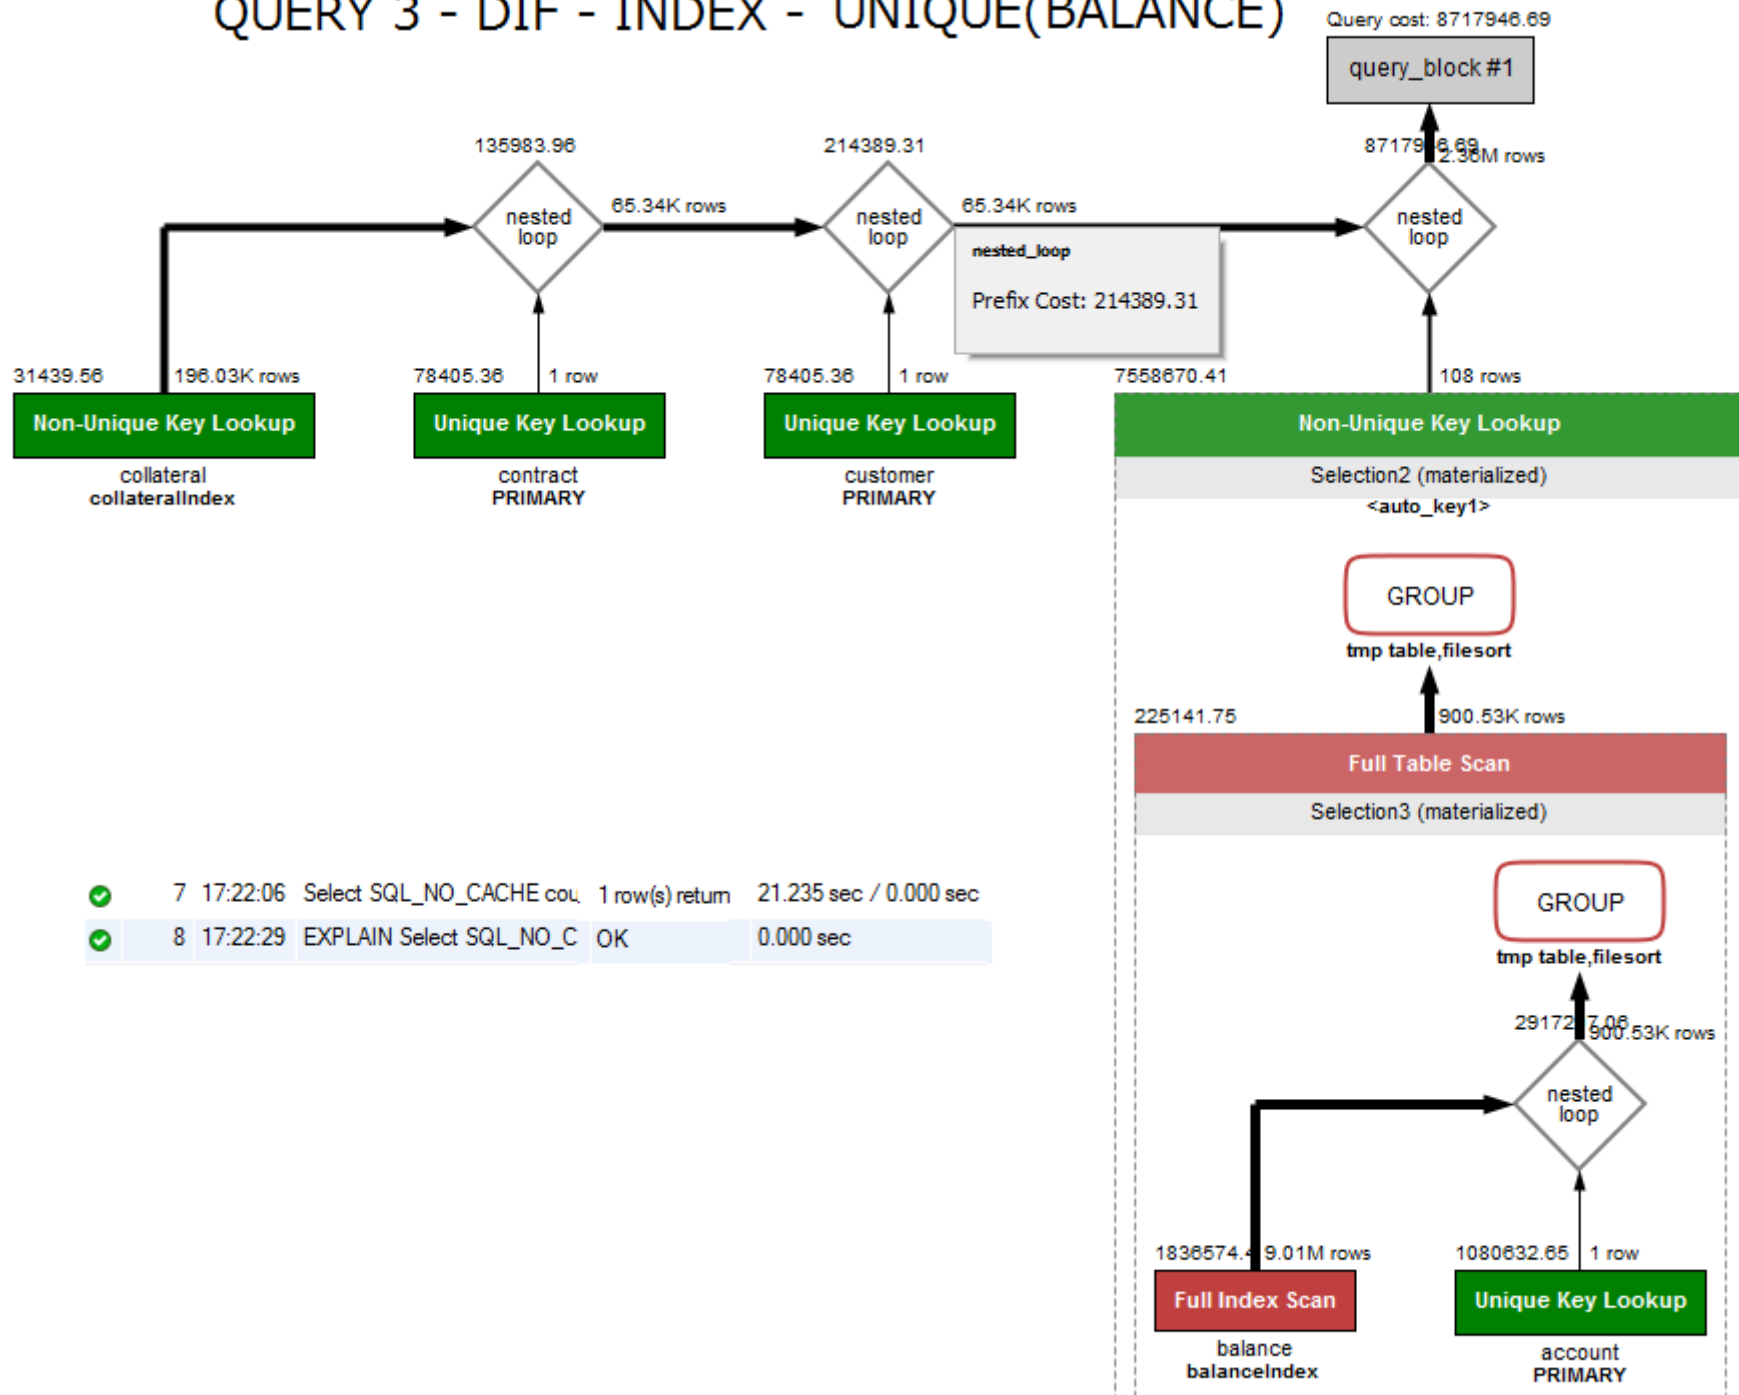 QUERY 3 - DIF - INDEX - UNIQUE(BALANCE)
Query cost: 8717946.69
query_block #1
2.36M rows
135983.96
nested
loop
65.34K rows
214389.31
nested
loop
65.34K rows
nested
loop
nested_loop
Prefix Cost: 214389.31
31439.56
196.03K rows
Non-Unique Key Lookup
collateral
collateralIndex
78405.36
1 row
Unique Key Lookup
contract
PRIMARY
78405.36
1 row
Unique Key Lookup
customer
PRIMARY
7558670.41
108 rows
Non-Unique Key Lookup
Selection2 (materialized)
<auto_key1>
GROUP
tmp table,filesort
225141.75
900.53K rows
Full Table Scan
Selection3 (materialized)
GROUP
tmp table,filesort
900.53K rows
nested
loop
1836574.4
9.01M rows
Full Index Scan
balance
balanceIndex
1080632.65
1 row
Unique Key Lookup
account
PRIMARY
7 17:22:06 Select SQL_NO_CACHE cou 1 row(s) return 21.235 sec / 0.000 sec
8 17:22:29 EXPLAIN Select SQL_NO_C OK 0.000 sec